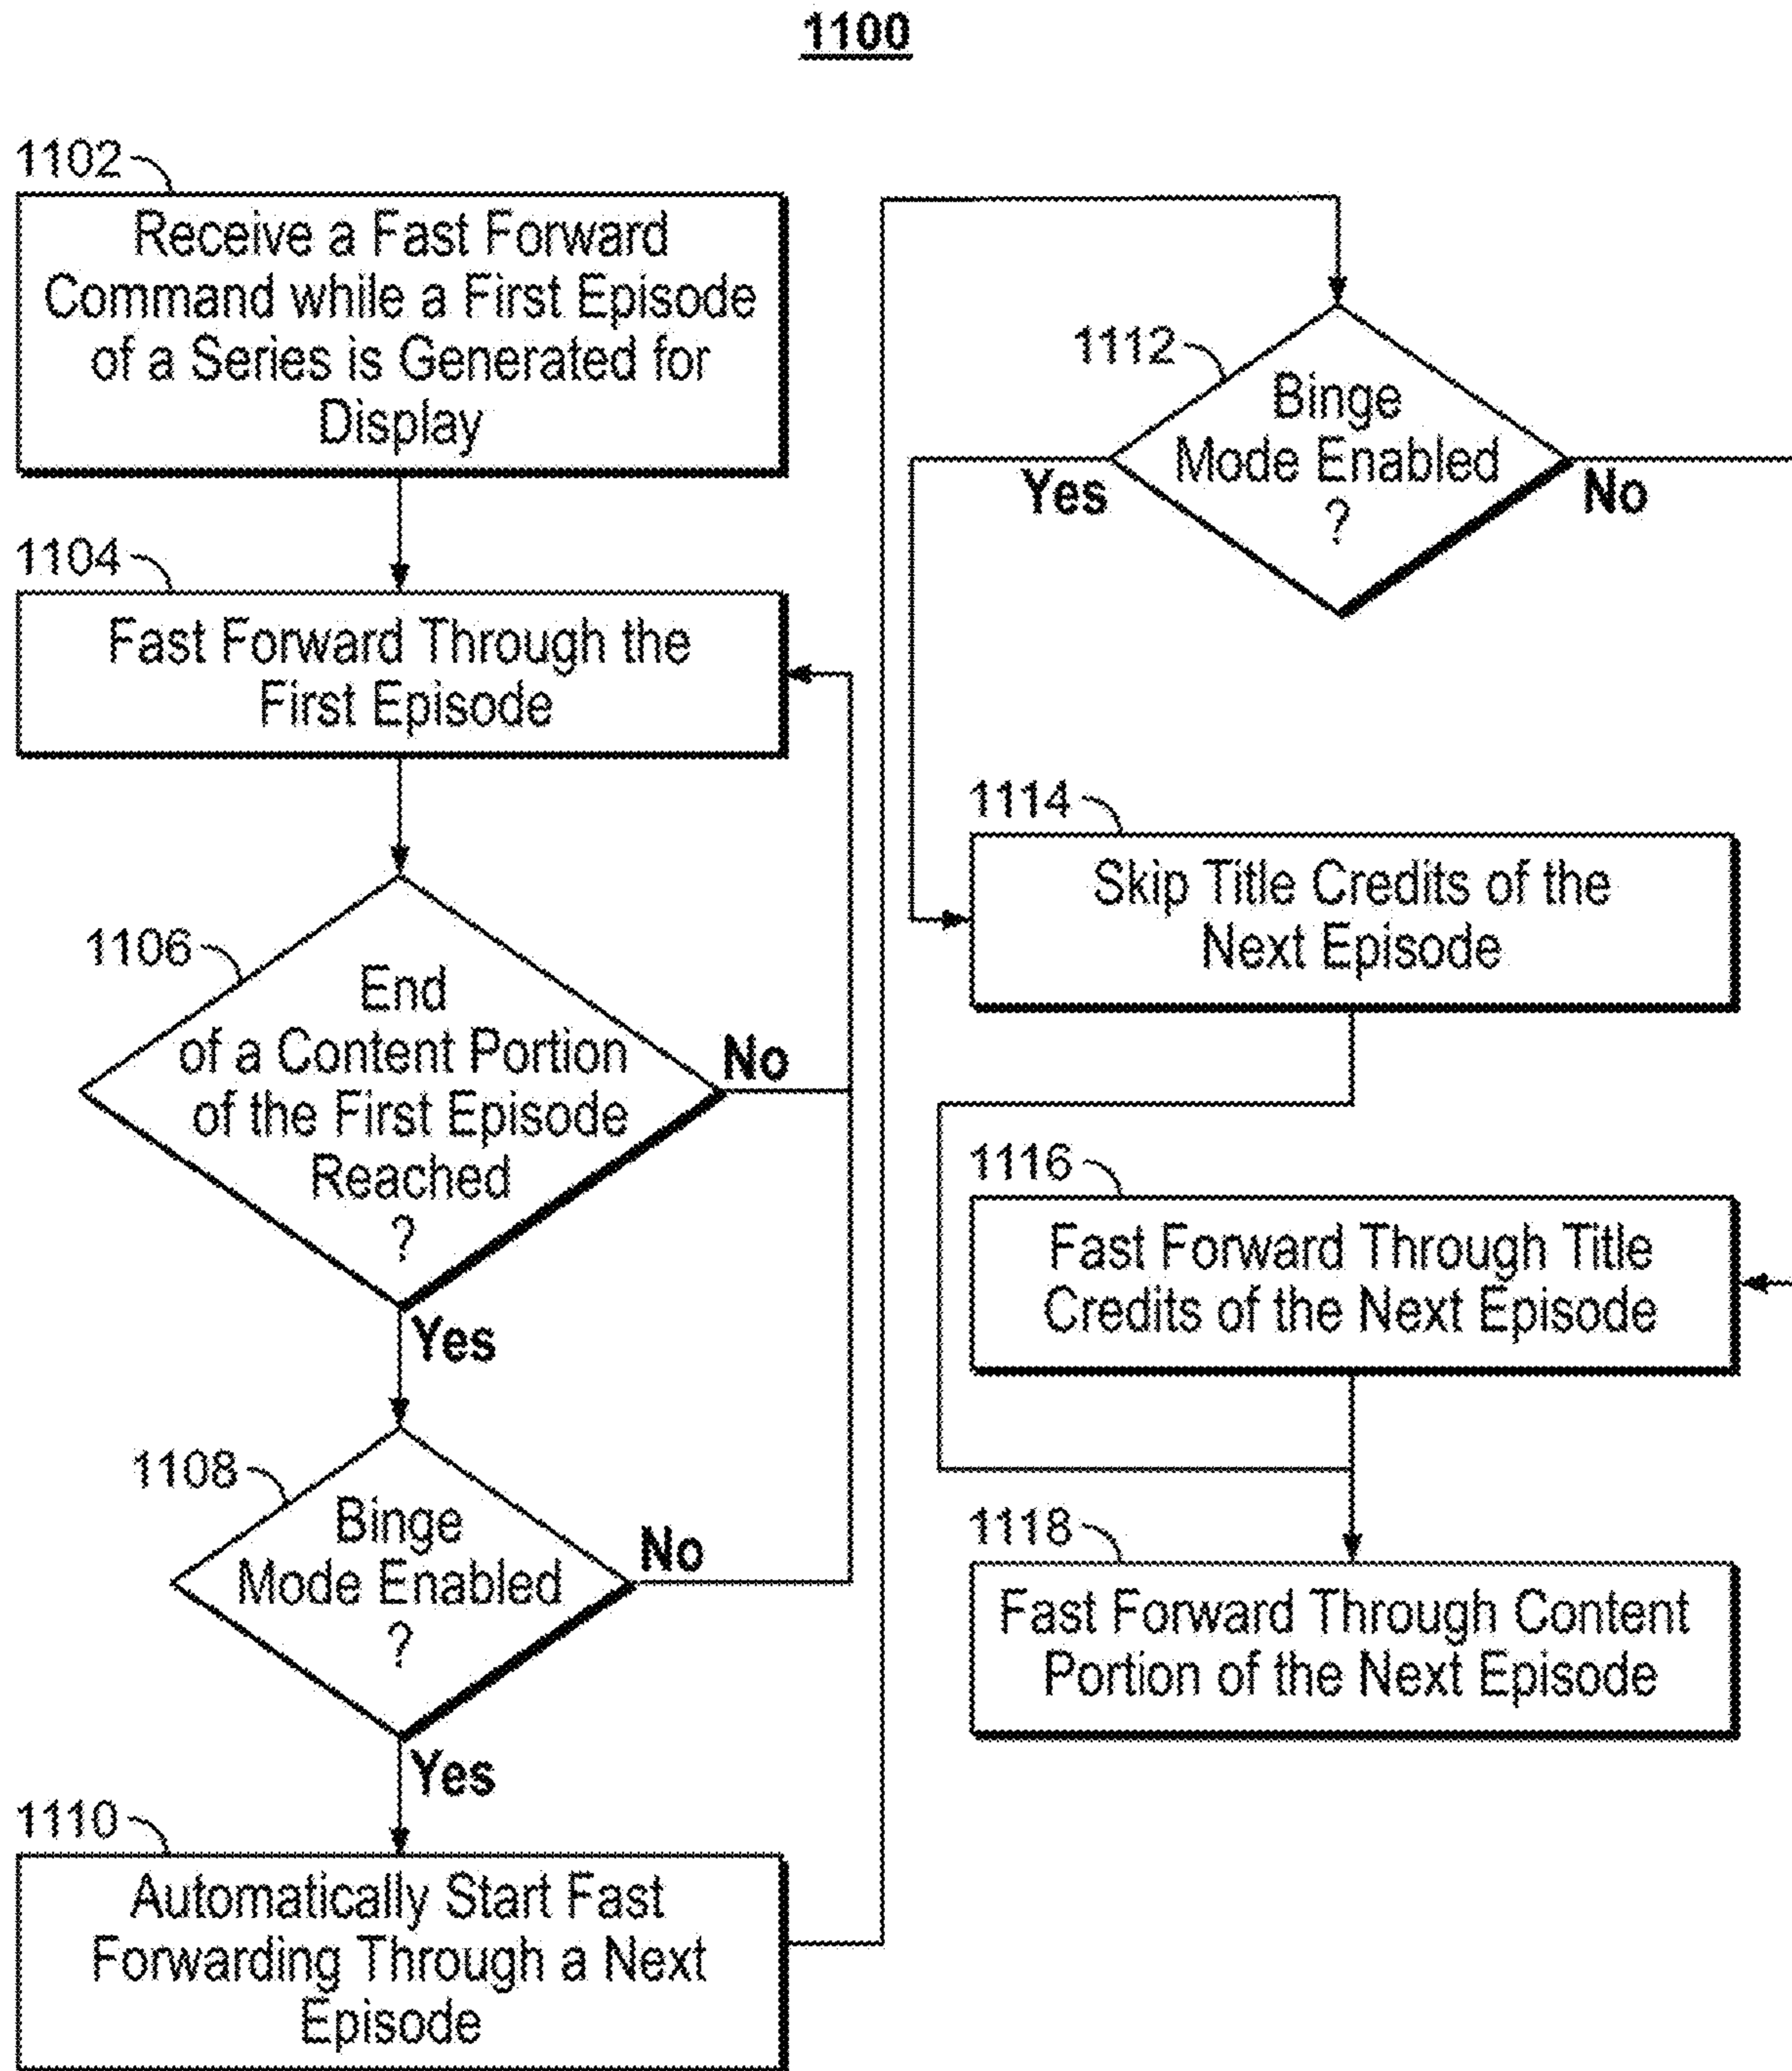 1100
1102
Receive a Fast Forward
Command while a First Episode
of a Series is Generated for
Display
1104
Fast Forward Through the
First Episode
1106
End
of a Content Portion
of the First Episode
Reached
?
No
Yes
1108
Binge
Mode Enabled
?
No
Yes
1110
Automatically Start Fast
Forwarding Through a Next
Episode
1112
Binge
Mode Enabled
?
Yes
No
1114
Skip Title Credits of the
Next Episode
1116
Fast Forward Through Title
Credits of the Next Episode
1118
Fast Forward Through Content
Portion of the Next Episode